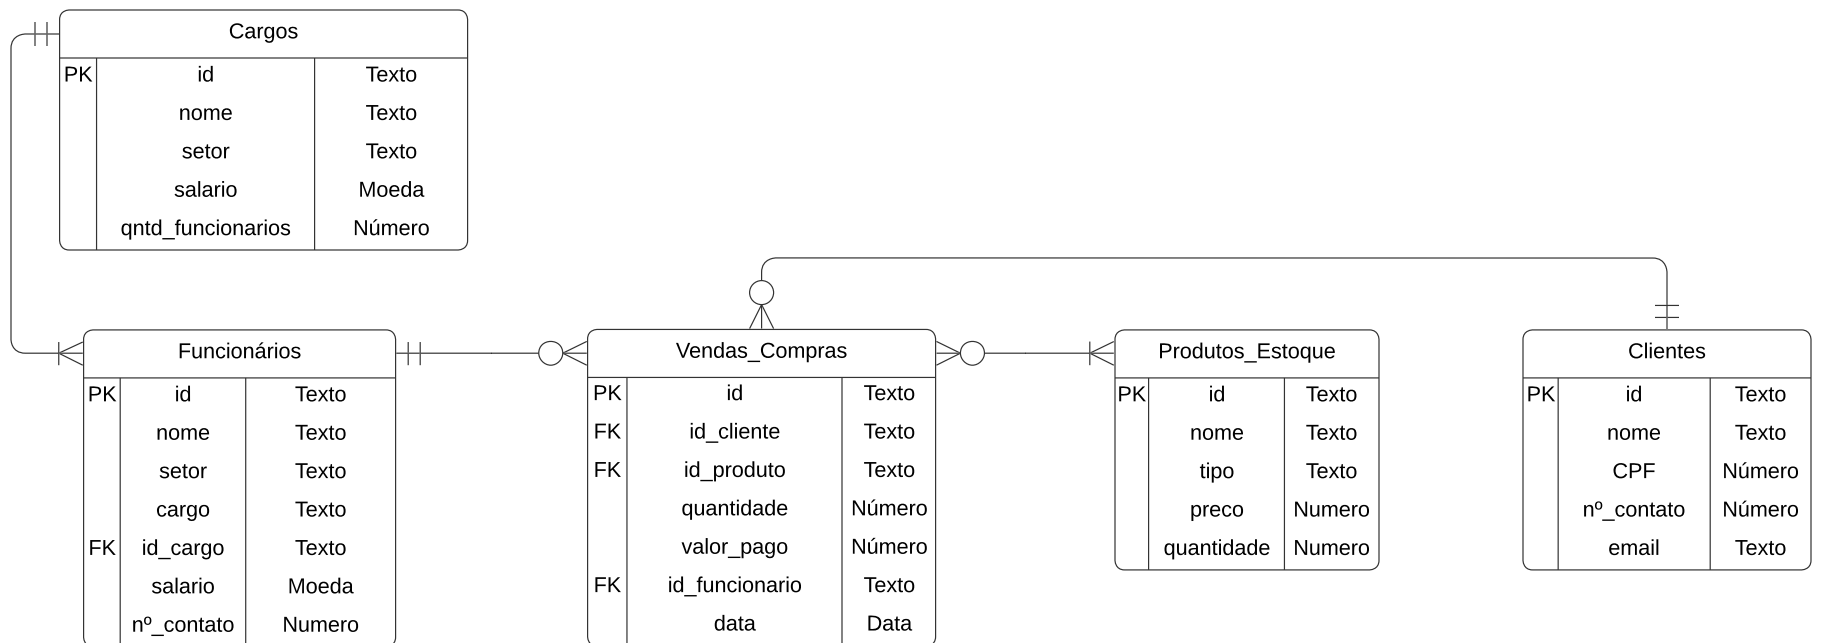 Cargos
PK id Texto
nome Texto
setor Texto
salario Moeda
qntd_funcionarios Número
Funcionários
PK id Texto
nome Texto
setor Texto
cargo Texto
FK id_cargo Texto
salario Moeda
nº_contato Numero
Vendas_Compras
PK id Texto
FK id_cliente Texto
FK id_produto Texto
quantidade Número
valor_pago Número
FK id_funcionario Texto
data Data
Produtos_Estoque
PK id Texto
nome Texto
tipo Texto
preco Numero
quantidade Numero
Clientes
PK id Texto
nome Texto
CPF Número
nº_contato Número
email Texto